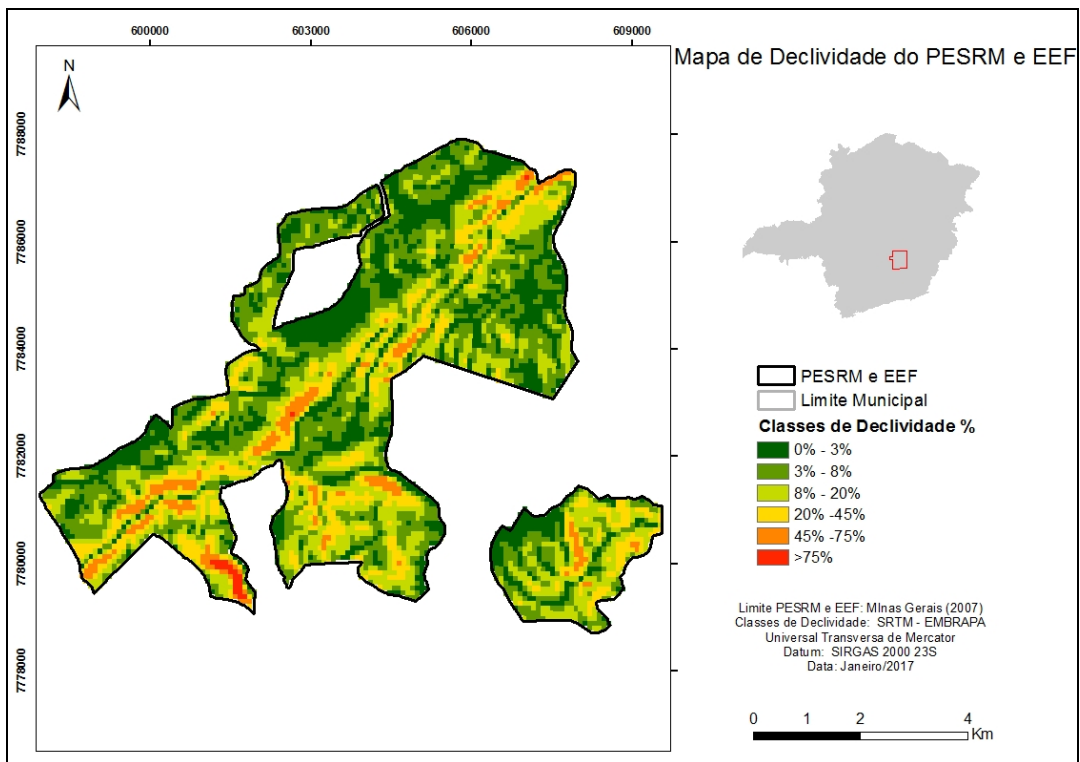 600000 603000 606000 609000
Mapa de Declividade do PESRM e EEF
N
7788000
7786000
7784000
7782000
7780000
7778000
PESRM e EEF
Limite Municipal
Classes de Declividade %
0% - 3%
3% - 8%
8% - 20%
20% -45%
45% -75%
>75%
Limite PESRM e EEF: MInas Gerais (2007)
Classes de Declividade: SRTM - EMBRAPA
Universal Transversa de Mercator
Datum: SIRGAS 2000 23S
Data: Janeiro/2017
0 1 2 4
Km